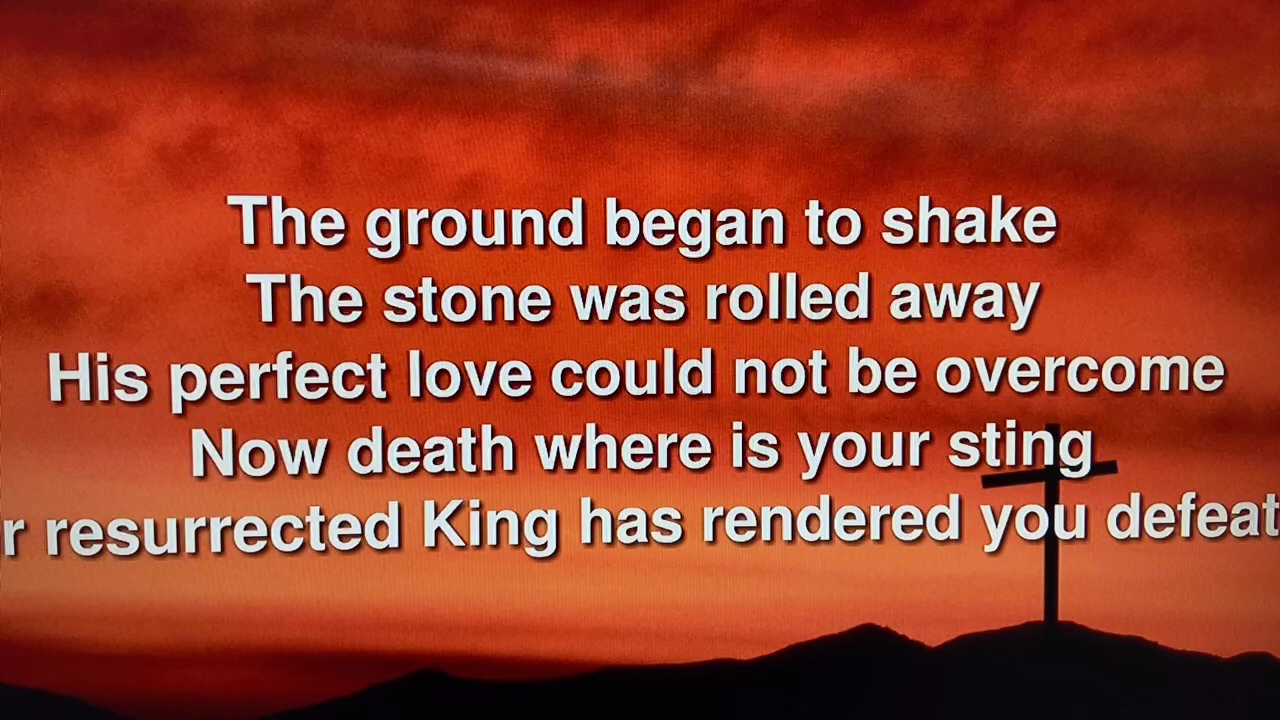 The ground began to shake
The stone was rolled away
His perfect love could not be overcome
Now death where is your sting
r resurrected King has rendered you defeat